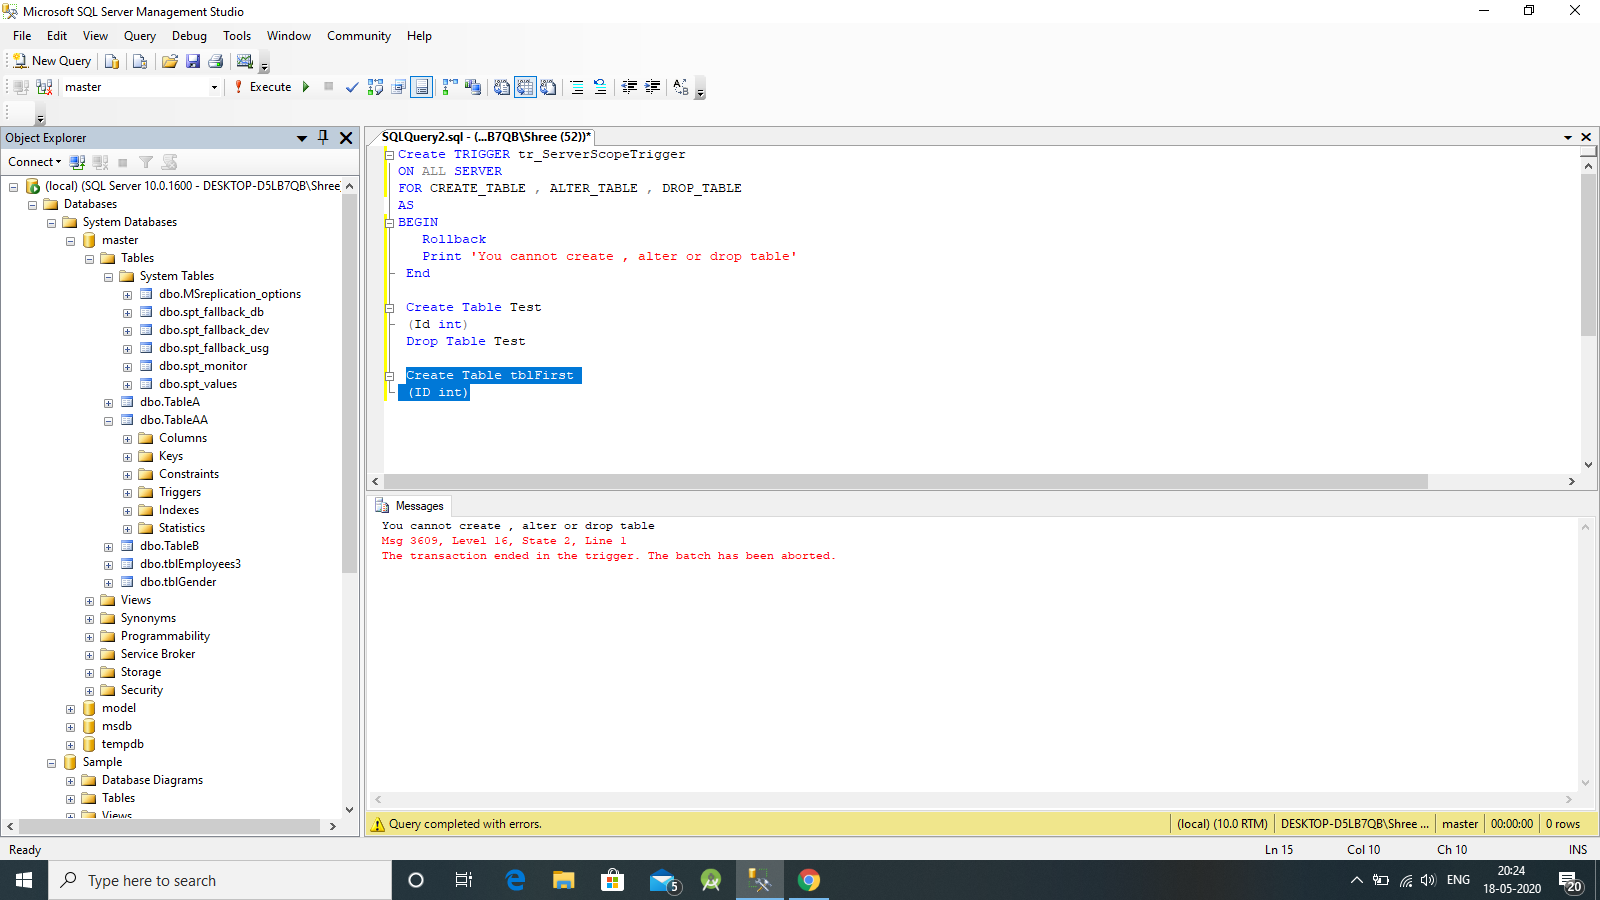 Microsoft SQL Server Management Studio
File Edit View Query Debug Tools Window Community Help
New Query
master Execute
Object Explorer
Connect
(local) (SQL Server 10.0.1600 - DESKTOP-D5LB7QB\Shree
Databases
System Databases
master
Tables
System Tables
dbo.MSreplication_options
dbo.spt_fallback_db
dbo.spt_fallback_dev
dbo.spt_fallback_usg
dbo.spt_monitor
dbo.spt_values
dbo.TableA
dbo.TableAA
Columns
Keys
Constraints
Triggers
Indexes
Statistics
dbo.TableB
dbo.tblEmployees3
dbo.tblGender
Views
Synonyms
Programmability
Service Broker
Storage
Security
model
msdb
tempdb
Sample
Database Diagrams
Tables
Views
SQLQuery2.sql - (...B7QB\Shree (52))*
Create TRIGGER tr_ServerScopeTrigger
ON ALL SERVER
FOR CREATE_TABLE , ALTER_TABLE , DROP_TABLE
AS
BEGIN
Rollback
Print 'You cannot create , alter or drop table'
End
Create Table Test
(Id int)
Drop Table Test
Create Table tblFirst
(ID int)
Messages
You cannot create , alter or drop table
Msg 3609, Level 16, State 2, Line 1
The transaction ended in the trigger. The batch has been aborted.
Query completed with errors. (local) (10.0 RTM) DESKTOP-D5LB7QB\Shree ... master 00:00:00 0 rows
Ready Ln 15 Col 10 Ch 10 INS
Type here to search 5 ENG 20:24 18-05-2020 20